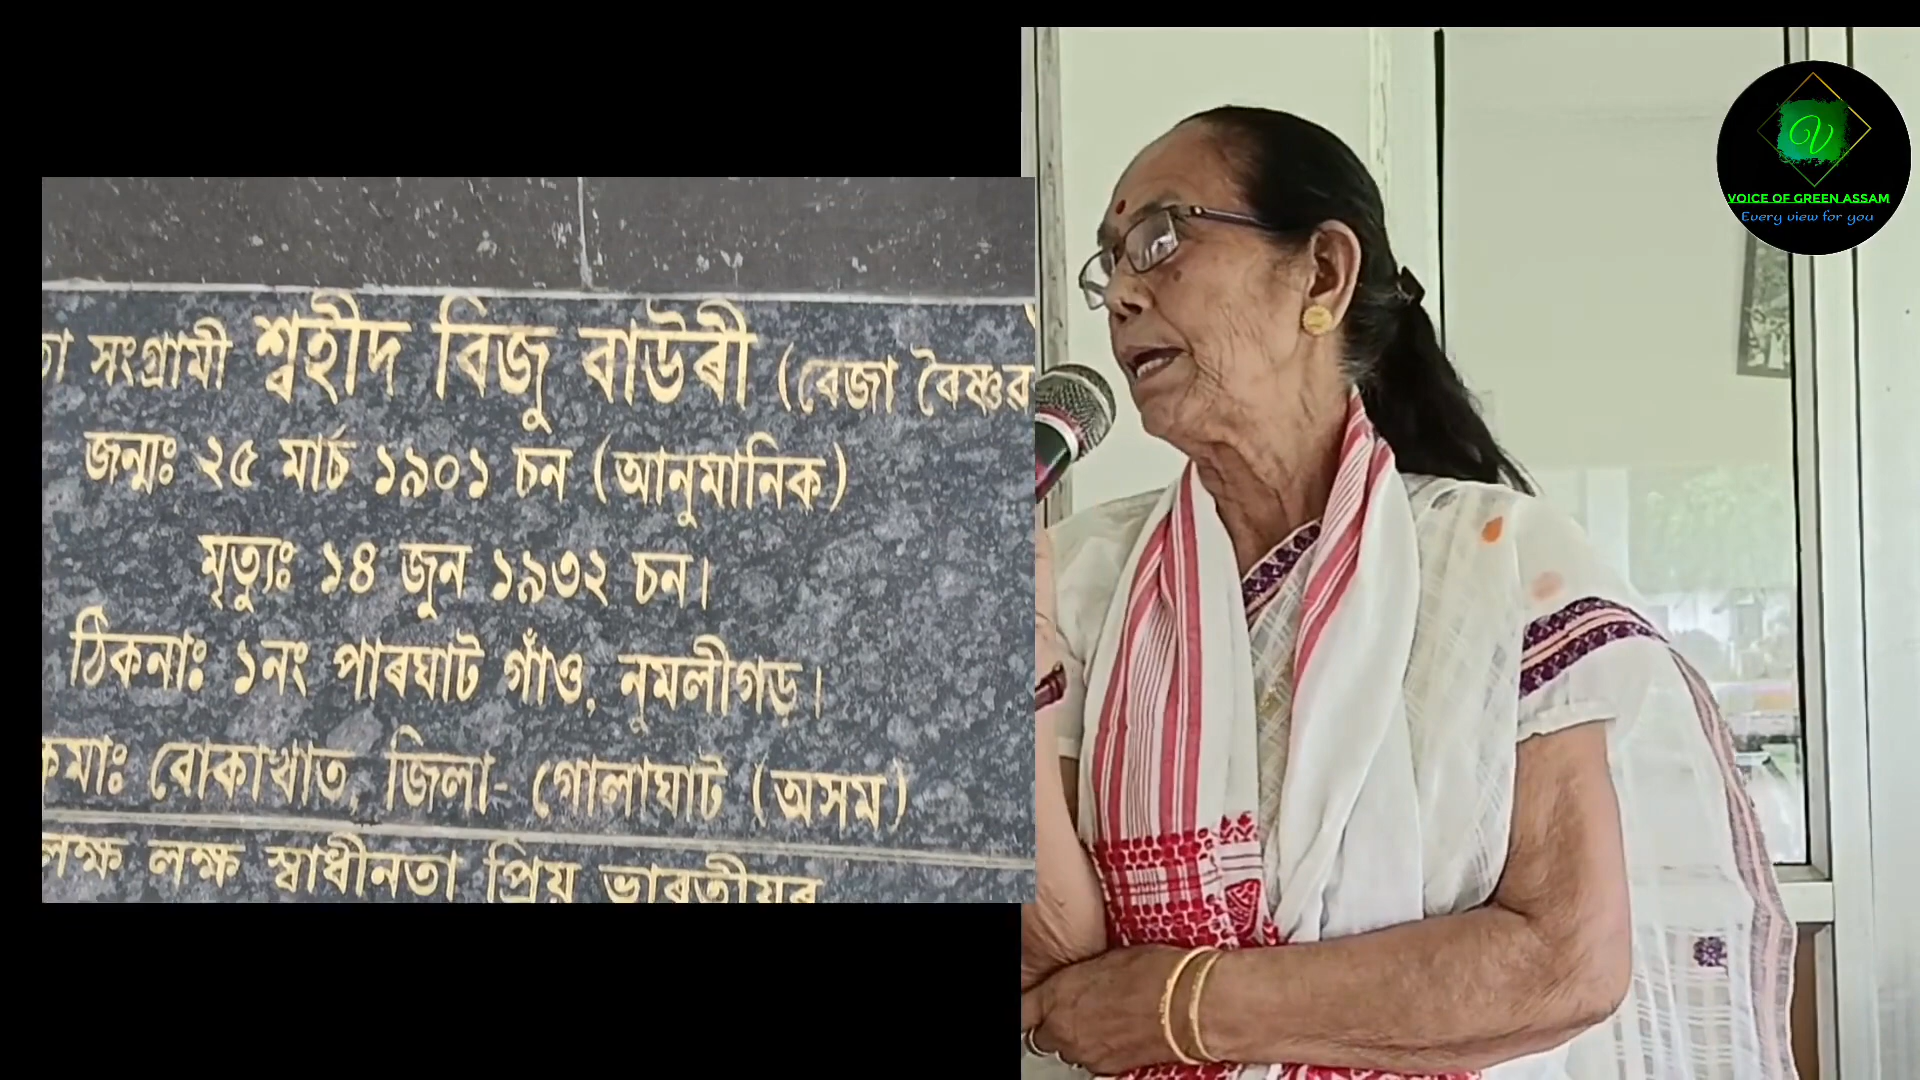 সংগ্ৰামী শ্বহীদ বিজু বাউৰী (বেজা বৈষ্ণৱ
জন্মঃ ২৫ মাৰ্চ ১৯০১ চন (আনুমানিক)
মৃত্যুঃ ১৪ জুন ১৯৩২ চন।
ঠিকনাঃ ১নং পাৰঘাট গাঁও, নুমলীগড়।
বোকাখাত, জিলা- গোলাঘাট (অসম)
লক্ষ লক্ষ স্বাধীনতা প্ৰিয় ভাৰতীয়ৰ
V
VOICE OF GREEN ASSAM
Every view for you